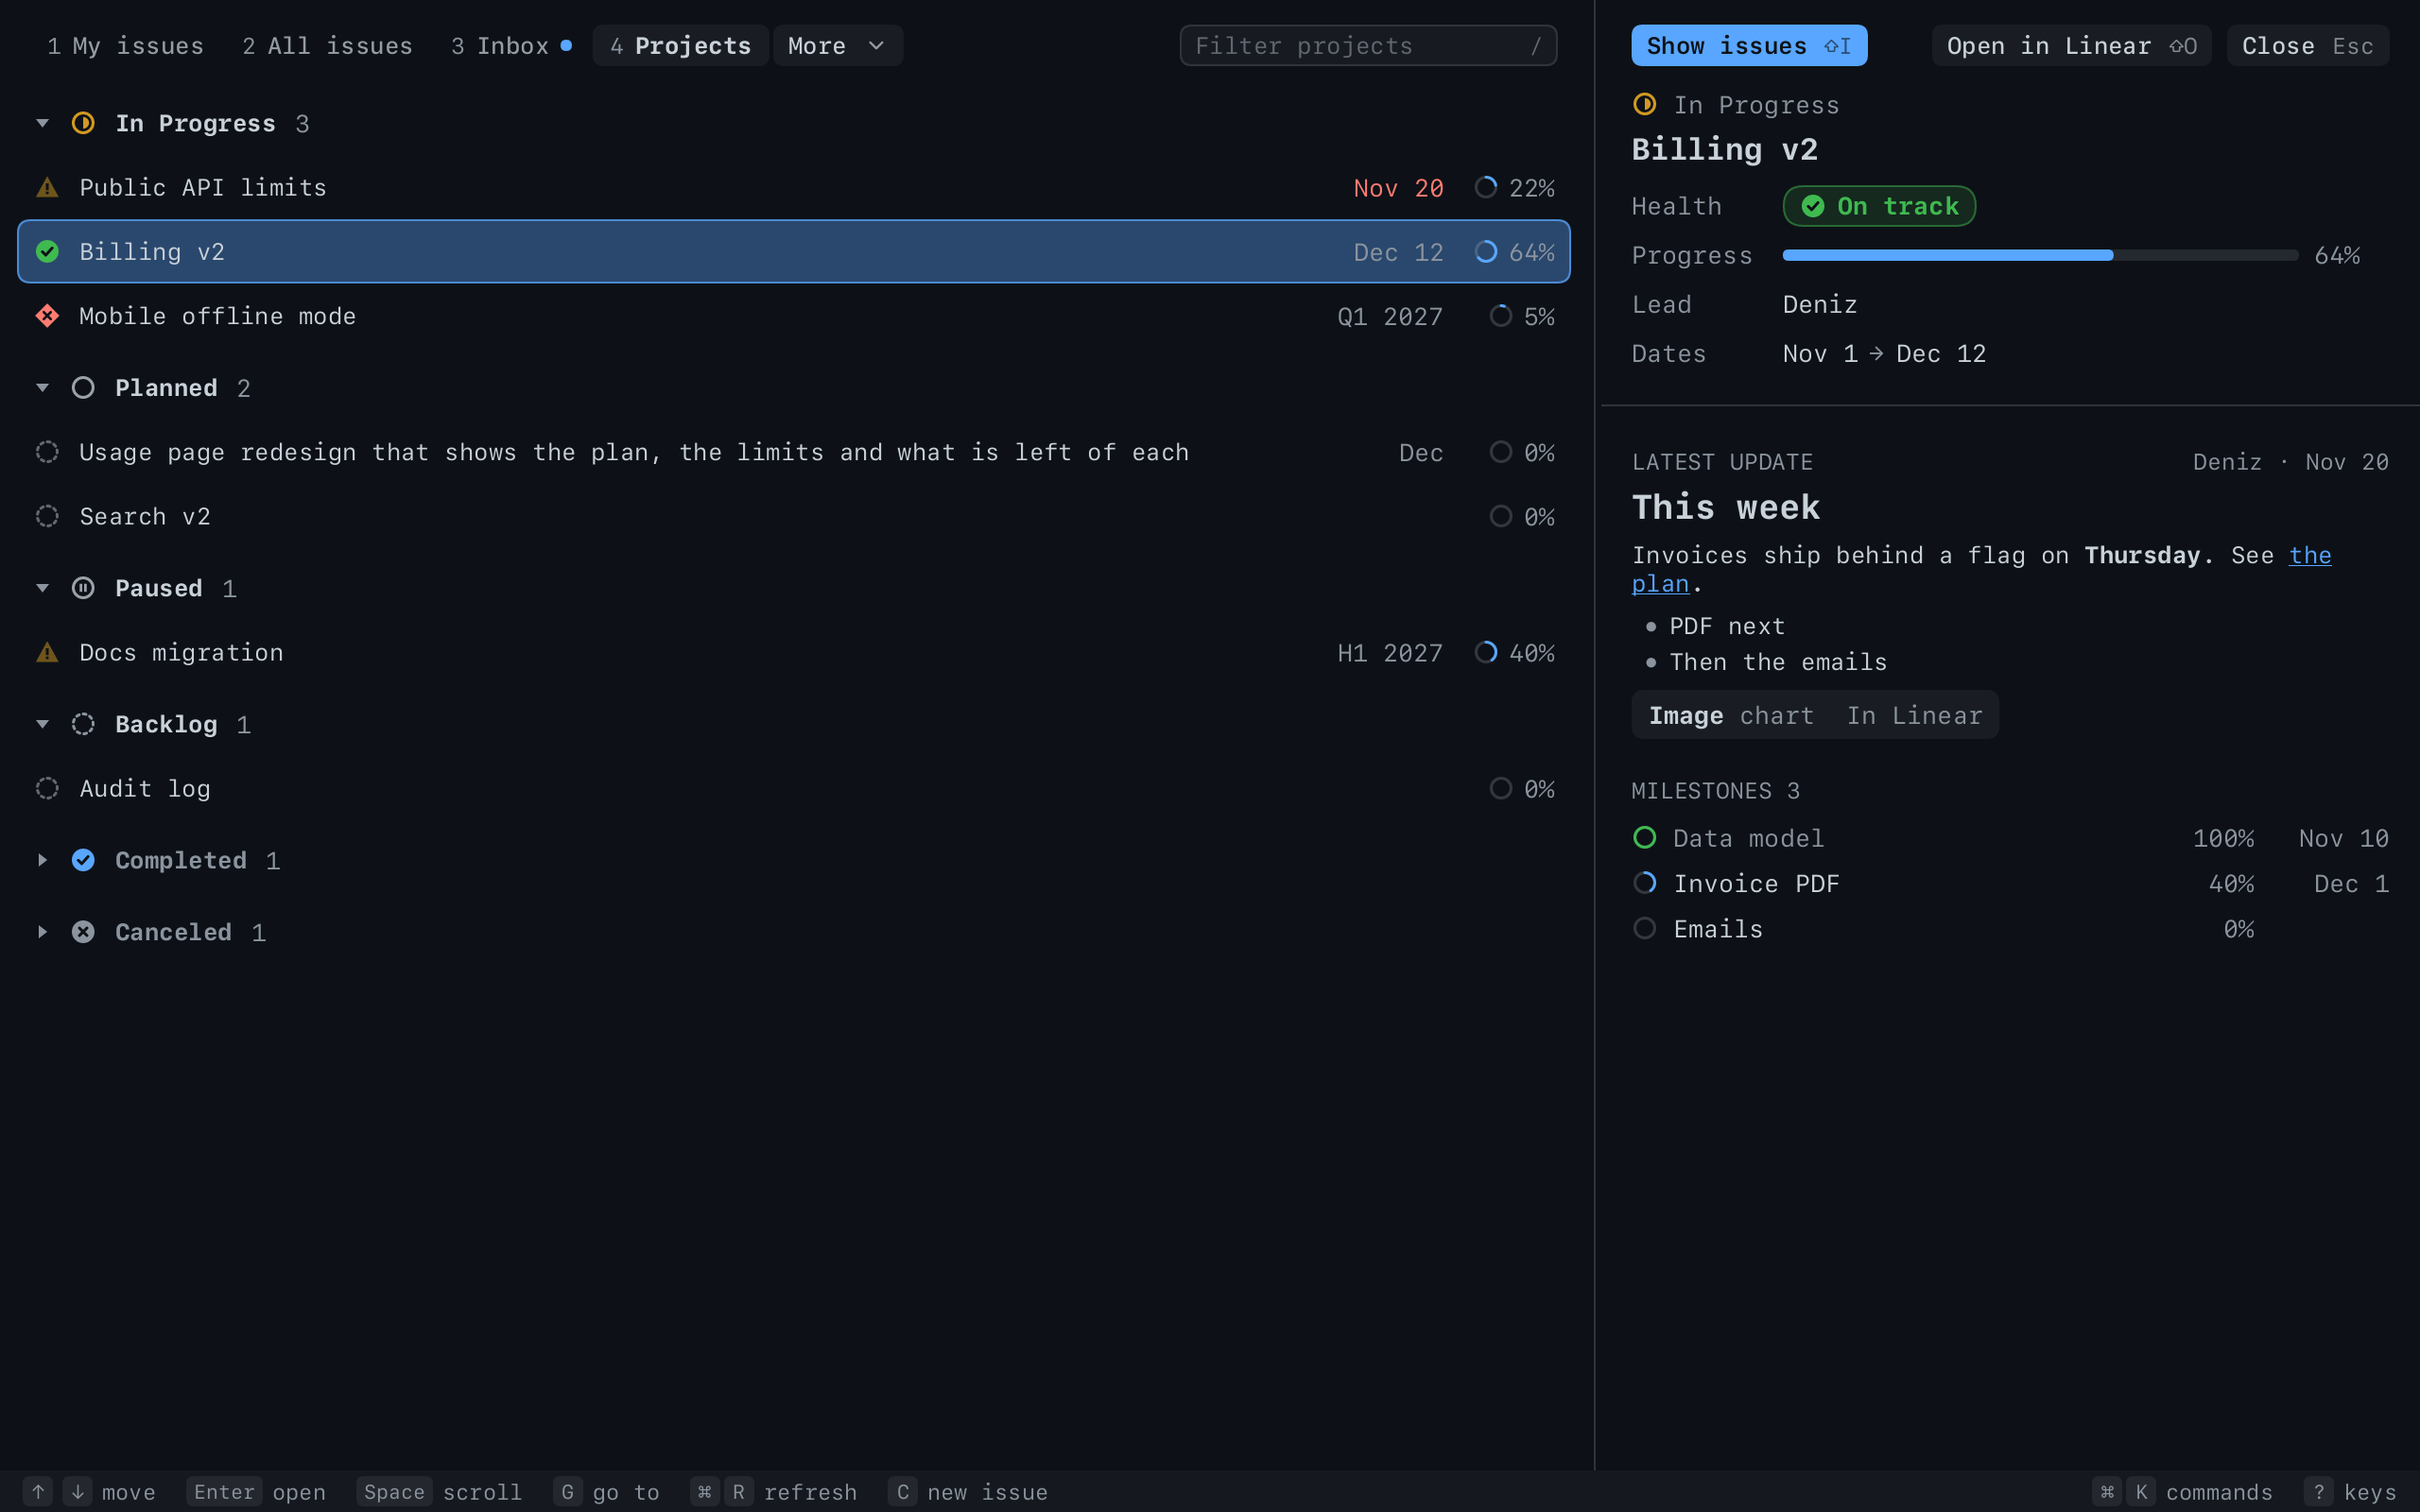 1 My issues 2 All issues 3 Inbox 4 Projects More Filter projects /
In Progress 3
Public API limits Nov 20 22%
Billing v2 Dec 12 64%
Mobile offline mode Q1 2027 5%
Planned 2
Usage page redesign that shows the plan, the limits and what is left of each Dec 0%
Search v2 0%
Paused 1
Docs migration H1 2027 40%
Backlog 1
Audit log 0%
Completed 1
Canceled 1
Show issues ⇧I Open in Linear ⇧O Close Esc
In Progress
Billing v2
Health On track
Progress 64%
Lead Deniz
Dates Nov 1 → Dec 12
LATEST UPDATE Deniz · Nov 20
This week
Invoices ship behind a flag on Thursday. See the
plan.
• PDF next
• Then the emails
Image chart In Linear
MILESTONES 3
Data model 100% Nov 10
Invoice PDF 40% Dec 1
Emails 0%
↑ ↓ move Enter open Space scroll G go to ⌘ R refresh C new issue ⌘ K commands ? keys